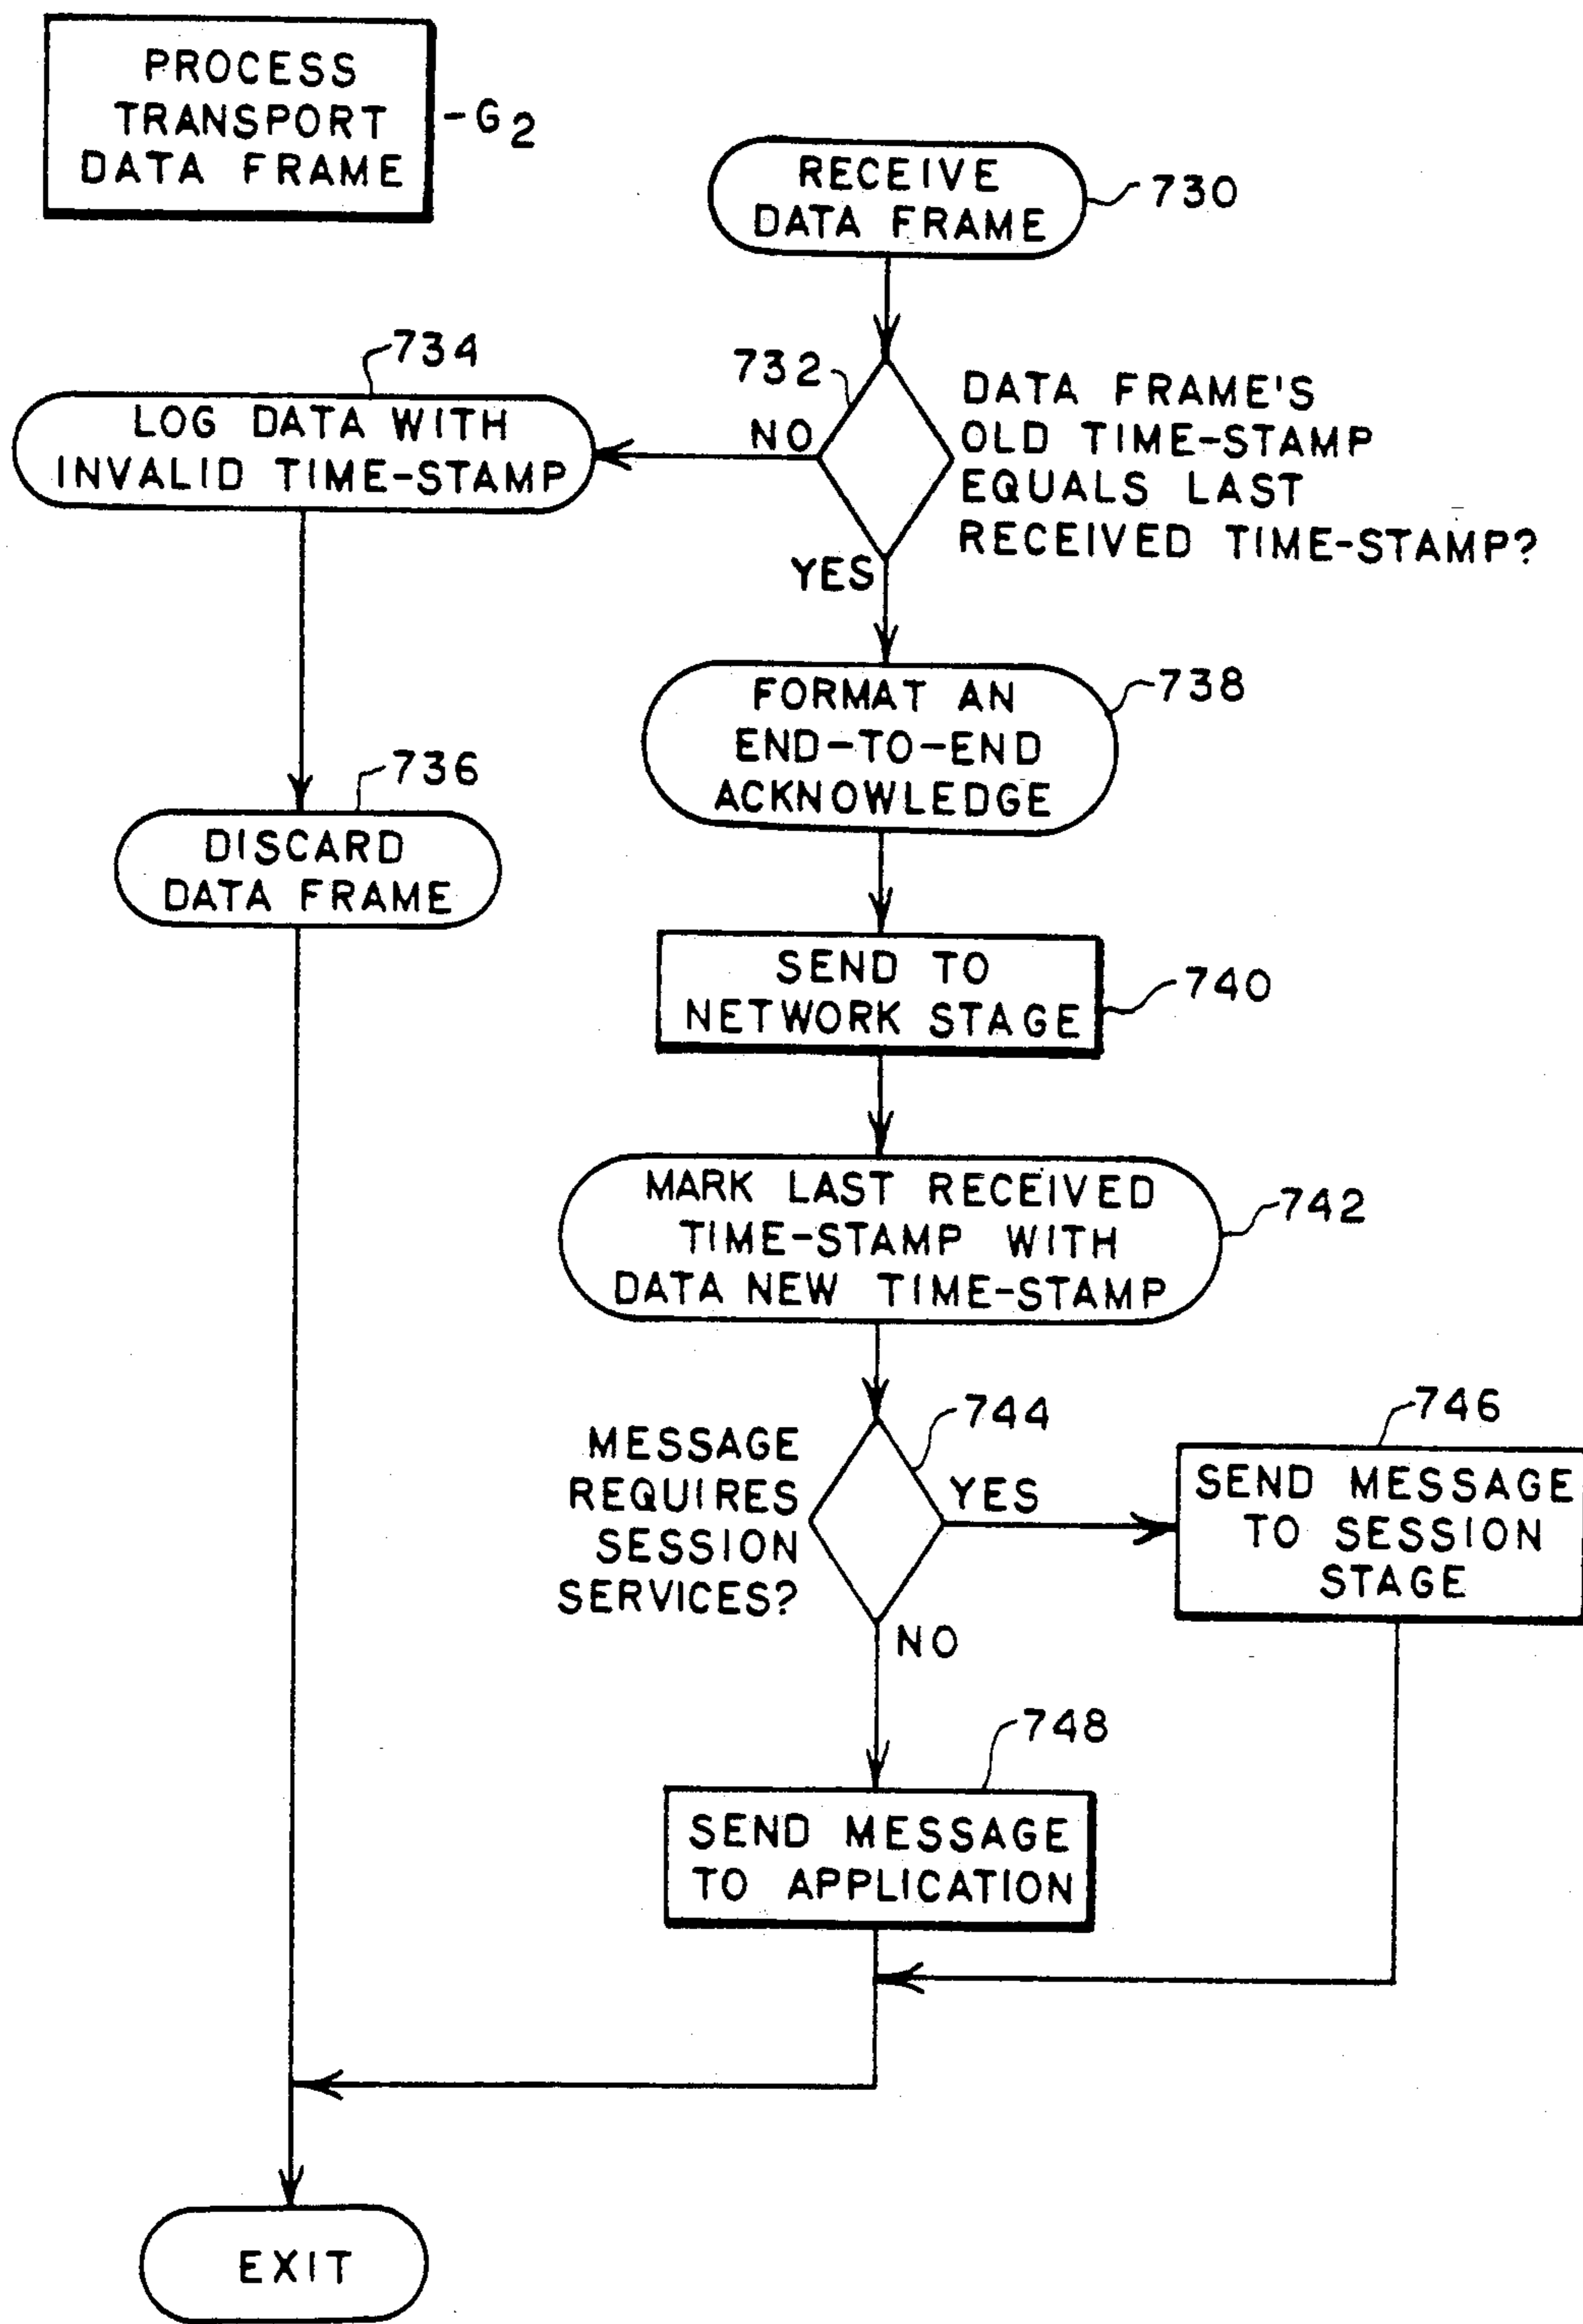 PROCESS
TRANSPORT
DATA FRAME
-G2
RECEIVE
DATA FRAME
730
732
DATA FRAME'S
OLD TIME-STAMP
EQUALS LAST
RECEIVED TIME-STAMP?
NO
YES
734
LOG DATA WITH
INVALID TIME-STAMP
736
DISCARD
DATA FRAME
FORMAT AN
END-TO-END
ACKNOWLEDGE
738
SEND TO
NETWORK STAGE
740
MARK LAST RECEIVED
TIME-STAMP WITH
DATA NEW TIME-STAMP
742
744
MESSAGE
REQUIRES
SESSION
SERVICES?
YES
NO
746
SEND MESSAGE
TO SESSION
STAGE
748
SEND MESSAGE
TO APPLICATION
EXIT